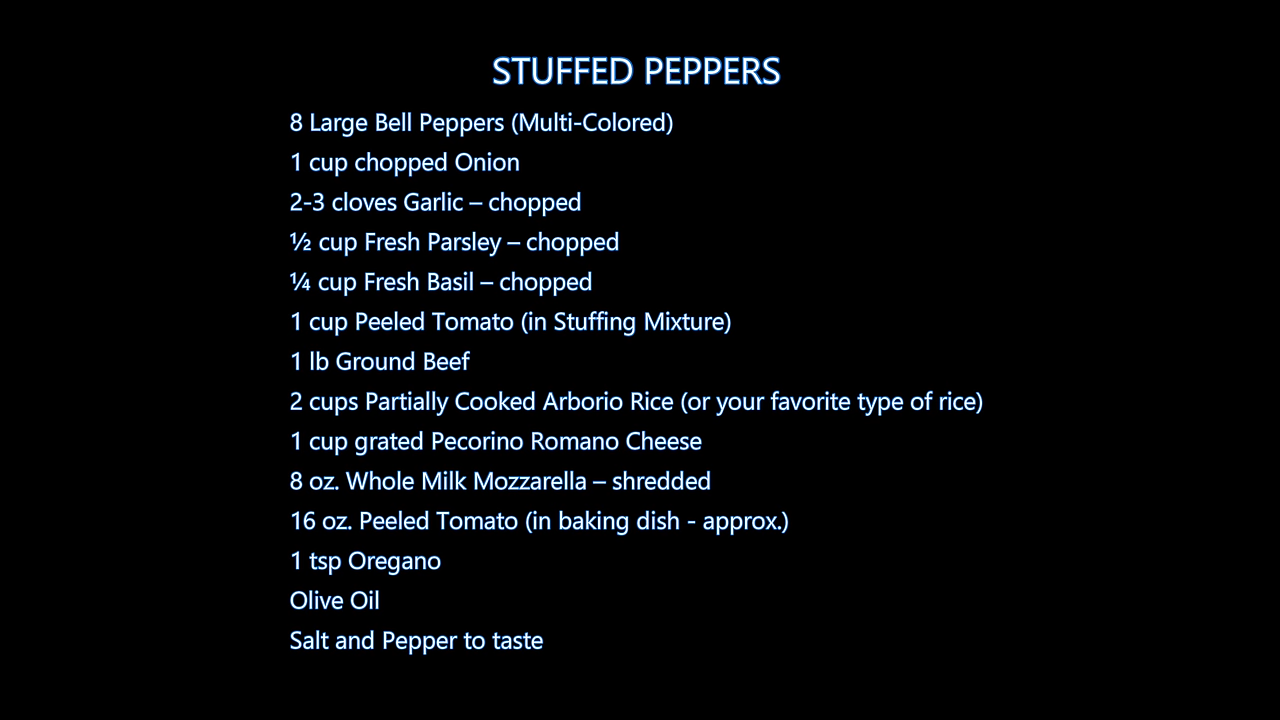 STUFFED PEPPERS
8 Large Bell Peppers (Multi-Colored)
1 cup chopped Onion
2-3 cloves Garlic – chopped
½ cup Fresh Parsley – chopped
¼ cup Fresh Basil – chopped
1 cup Peeled Tomato (in Stuffing Mixture)
1 lb Ground Beef
2 cups Partially Cooked Arborio Rice (or your favorite type of rice)
1 cup grated Pecorino Romano Cheese
8 oz. Whole Milk Mozzarella – shredded
16 oz. Peeled Tomato (in baking dish - approx.)
1 tsp Oregano
Olive Oil
Salt and Pepper to taste